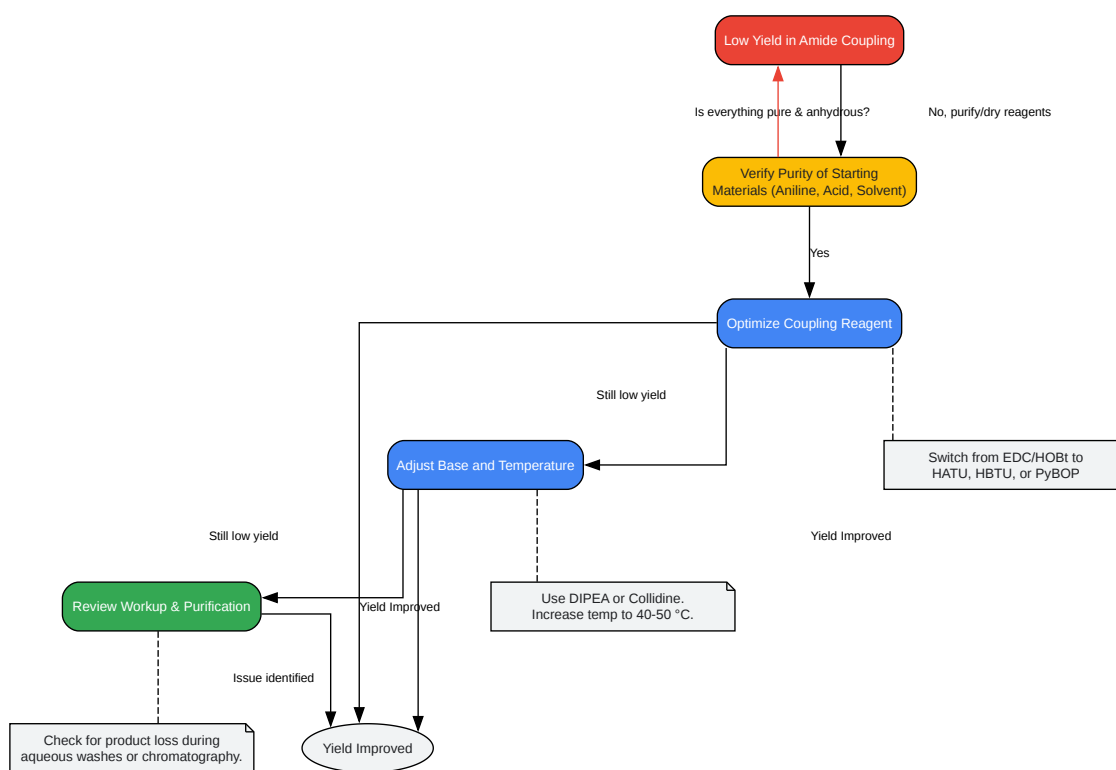 Low Yield in Amide Coupling
Is everything pure & anhydrous?
No, purify/dry reagents
Verify Purity of Starting
Materials (Aniline, Acid, Solvent)
Yes
Optimize Coupling Reagent
Still low yield
Adjust Base and Temperature
Switch from EDC/HOBt to
HATU, HBTU, or PyBOP
Still low yield
Yield Improved
Review Workup & Purification
Yield Improved
Use DIPEA or Collidine.
Increase temp to 40-50 °C.
Issue identified
Check for product loss during
aqueous washes or chromatography.
Yield Improved